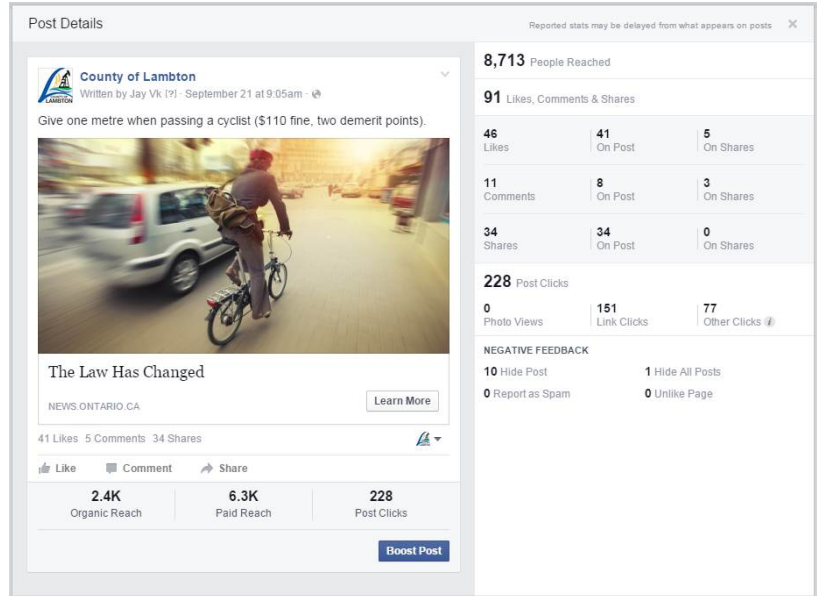 Post Details
Reported stats may be delayed from what appears on posts
County of Lambton
Written by Jay Vk [?] · September 21 at 9:05am ·
LAMBTON
Give one metre when passing a cyclist ($110 fine, two demerit points).
The Law Has Changed
NEWS.ONTARIO.CA
Learn More
41 Likes 5 Comments 34 Shares
Like Comment Share
2.4K 6.3K 228
Organic Reach Paid Reach Post Clicks
Boost Post
8,713 People Reached
91 Likes, Comments & Shares
46 41 5
Likes On Post On Shares
11 8 3
Comments On Post On Shares
34 34 0
Shares On Post On Shares
228 Post Clicks
0 151 77
Photo Views Link Clicks Other Clicks i
NEGATIVE FEEDBACK
10 Hide Post 1 Hide All Posts
0 Report as Spam 0 Unlike Page